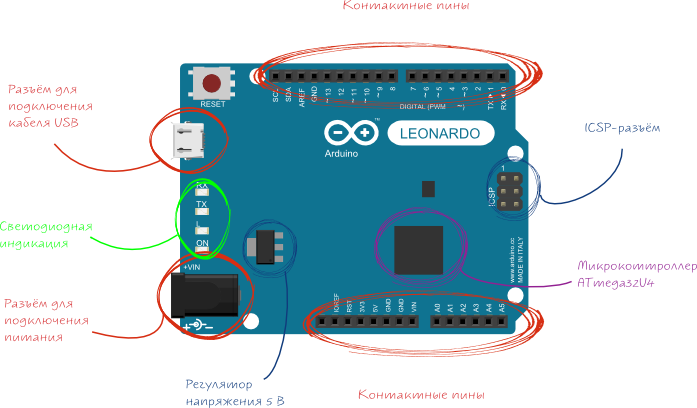 Контактные пины
Разъём для
подключения
кабеля USB
RESET
SCL
SDA
AREF
GND
~ 13
12
~ 11
~ 10
~ 9
8
7
~ 6
~ 5
4
~ 3
2
TX 1
RX 0
DIGITAL (PWM ~)
™
Arduino
LEONARDO
ICSP-разъём
1
ICSP
RX
TX
L
ON
Светодиодная
индикация
+VIN
Микроконтроллер
ATmega32U4
www.arduino.cc
MADE IN ITALY
Разъём для
подключения
питания
+ -
IOREF
RST
3V3
5V
GND
GND
VIN
A0
A1
A2
A3
A4
A5
Регулятор
напряжения 5 В
Контактные пины